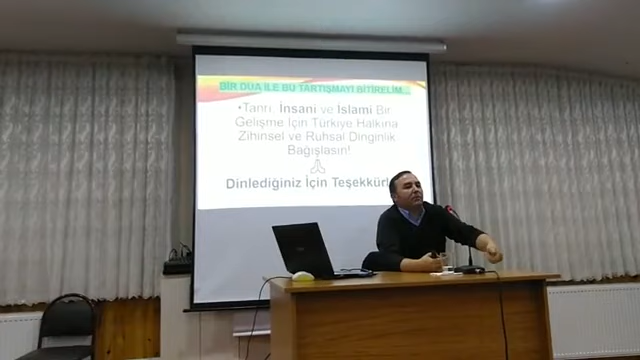 BİR DUA İLE BU TARTIŞMAYI BİTİRELİM...
•Tanrı, İnsani ve İslami Bir
Gelişme İçin Türkiye Halkına
Zihinsel ve Ruhsal Dinginlik
Bağışlasın!
Dinlediğiniz İçin